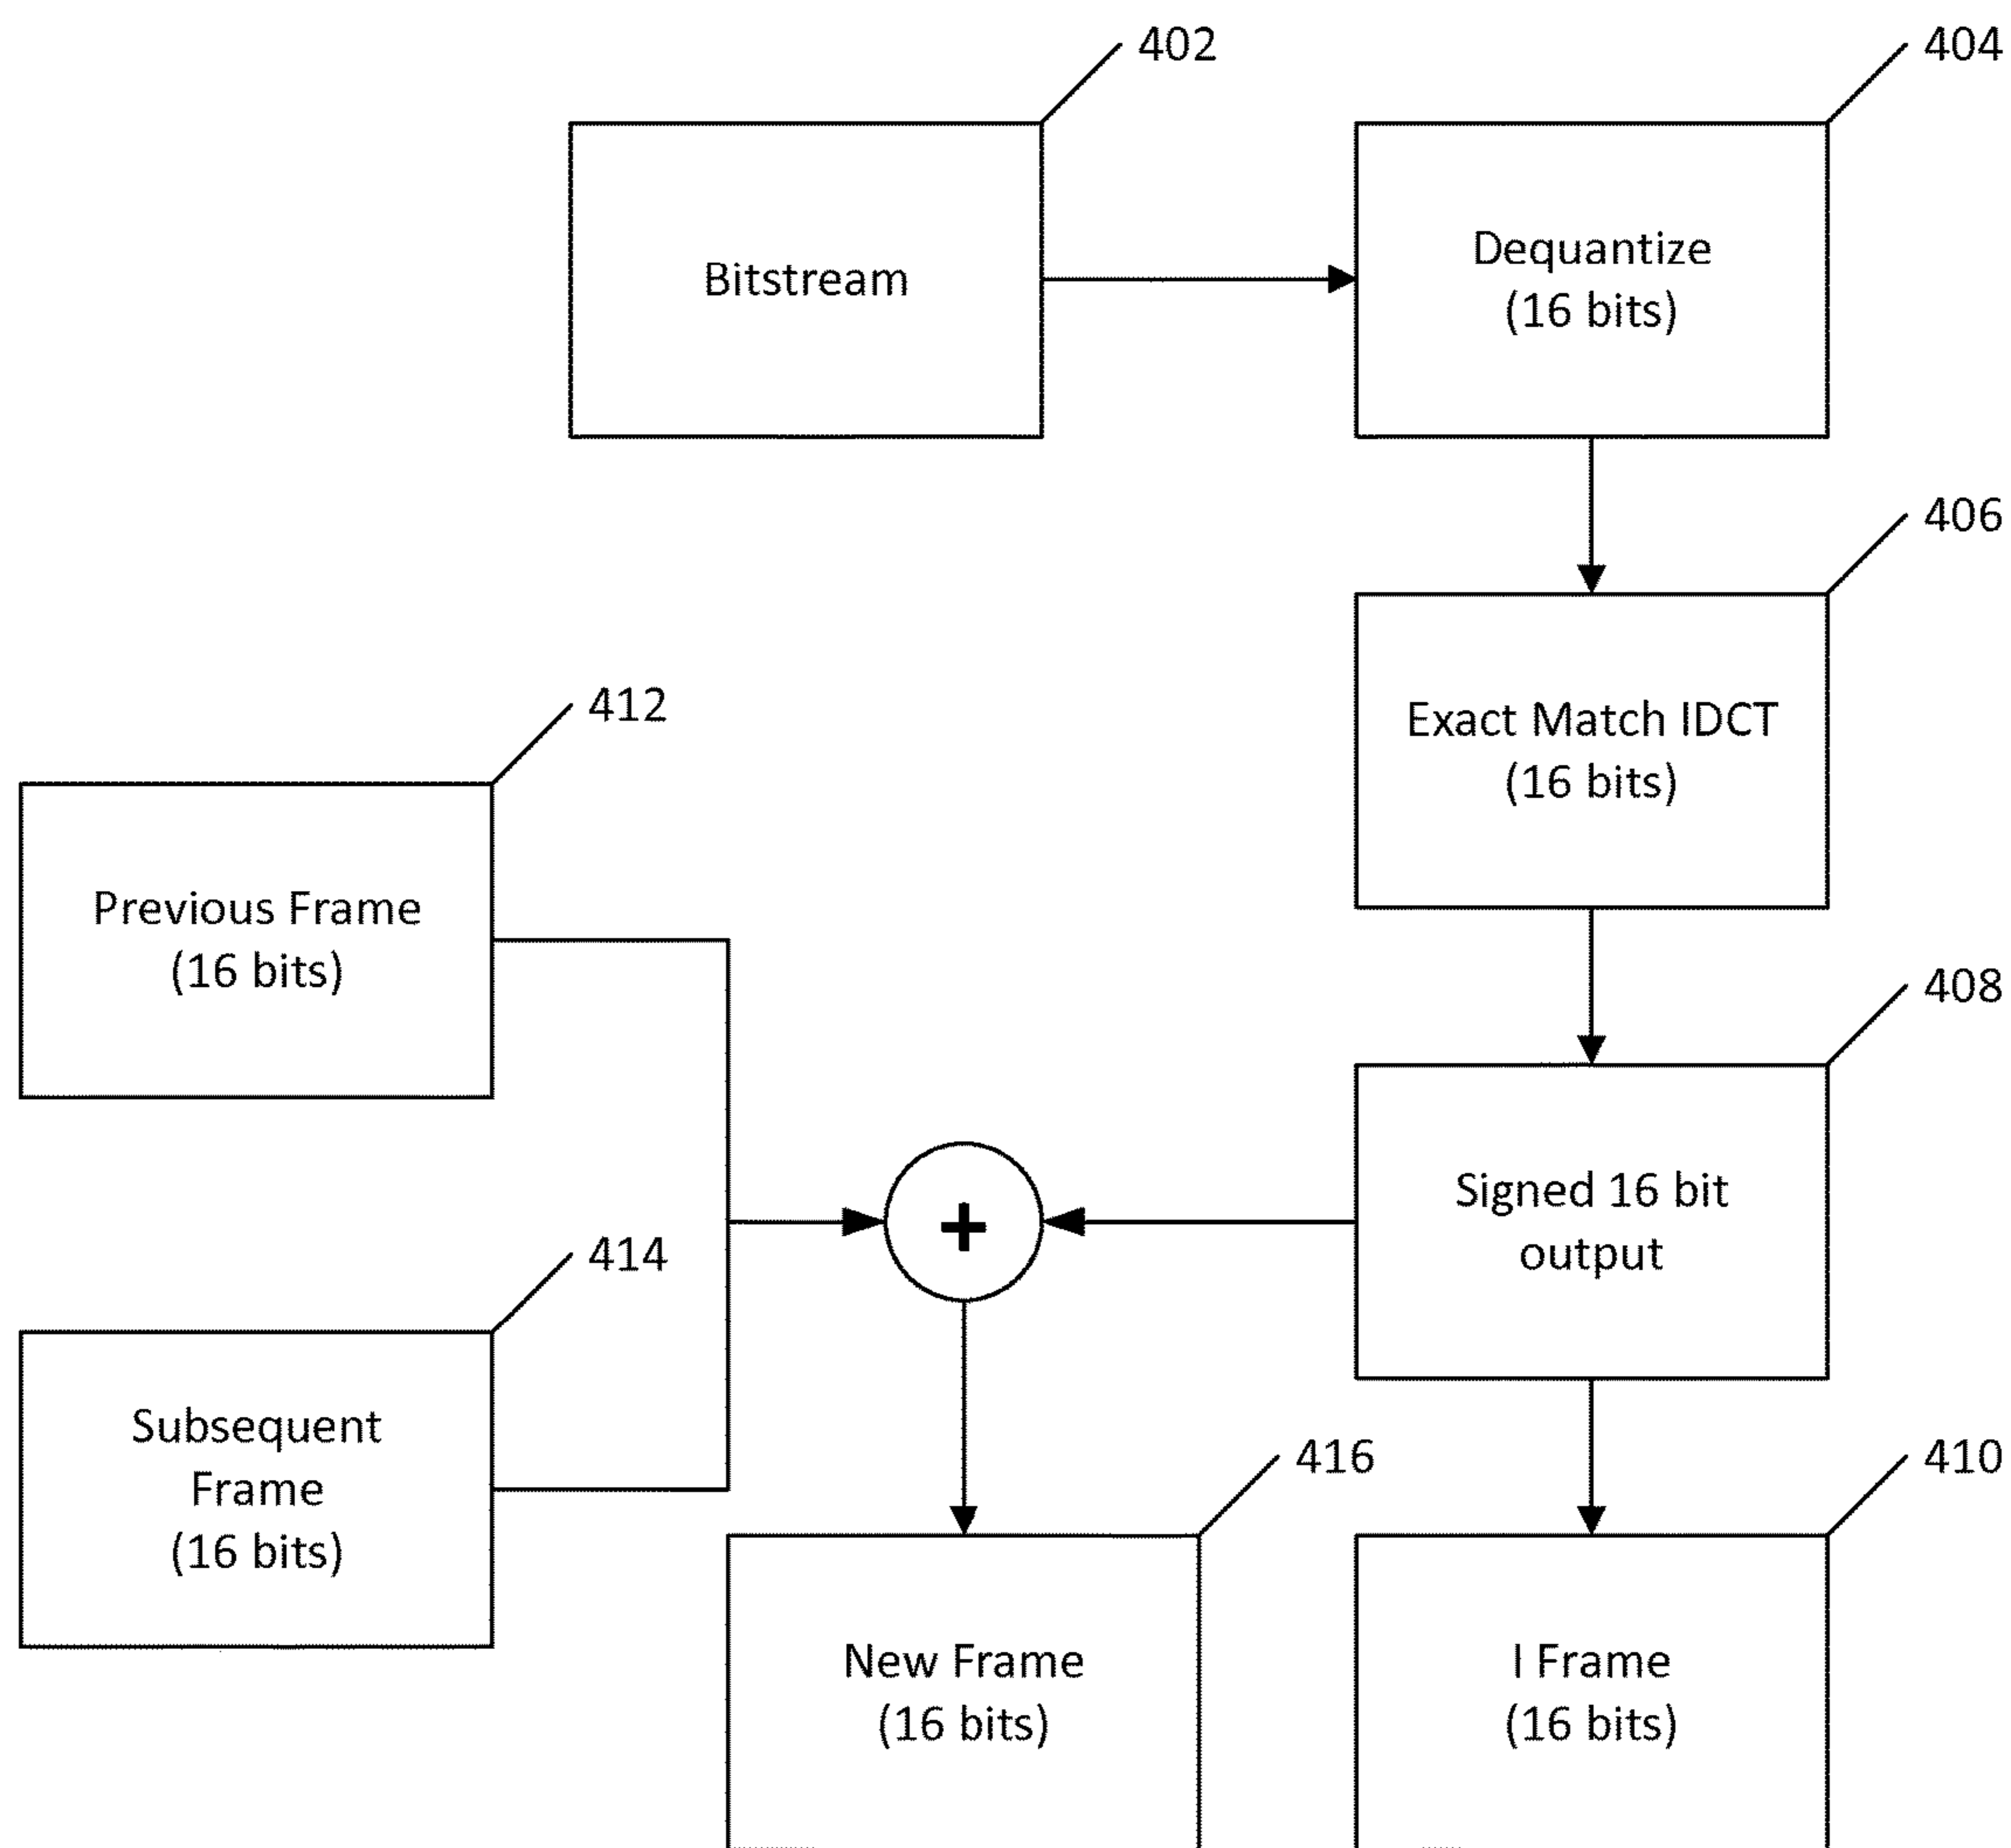 402
404
Bitstream
Dequantize
(16 bits)
406
Exact Match IDCT
(16 bits)
412
Previous Frame
(16 bits)
408
Signed 16 bit
output
+
414
Subsequent
Frame
(16 bits)
416
New Frame
(16 bits)
410
I Frame
(16 bits)